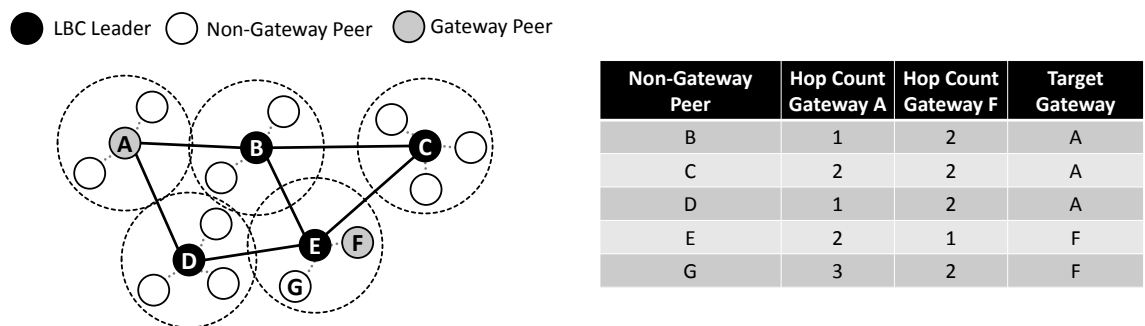 LBC Leader Non-Gateway Peer Gateway Peer
A
B
C
D
E
F
G
Non-Gateway Peer Hop Count Gateway A Hop Count Gateway F Target Gateway
B 1 2 A
C 2 2 A
D 1 2 A
E 2 1 F
G 3 2 F